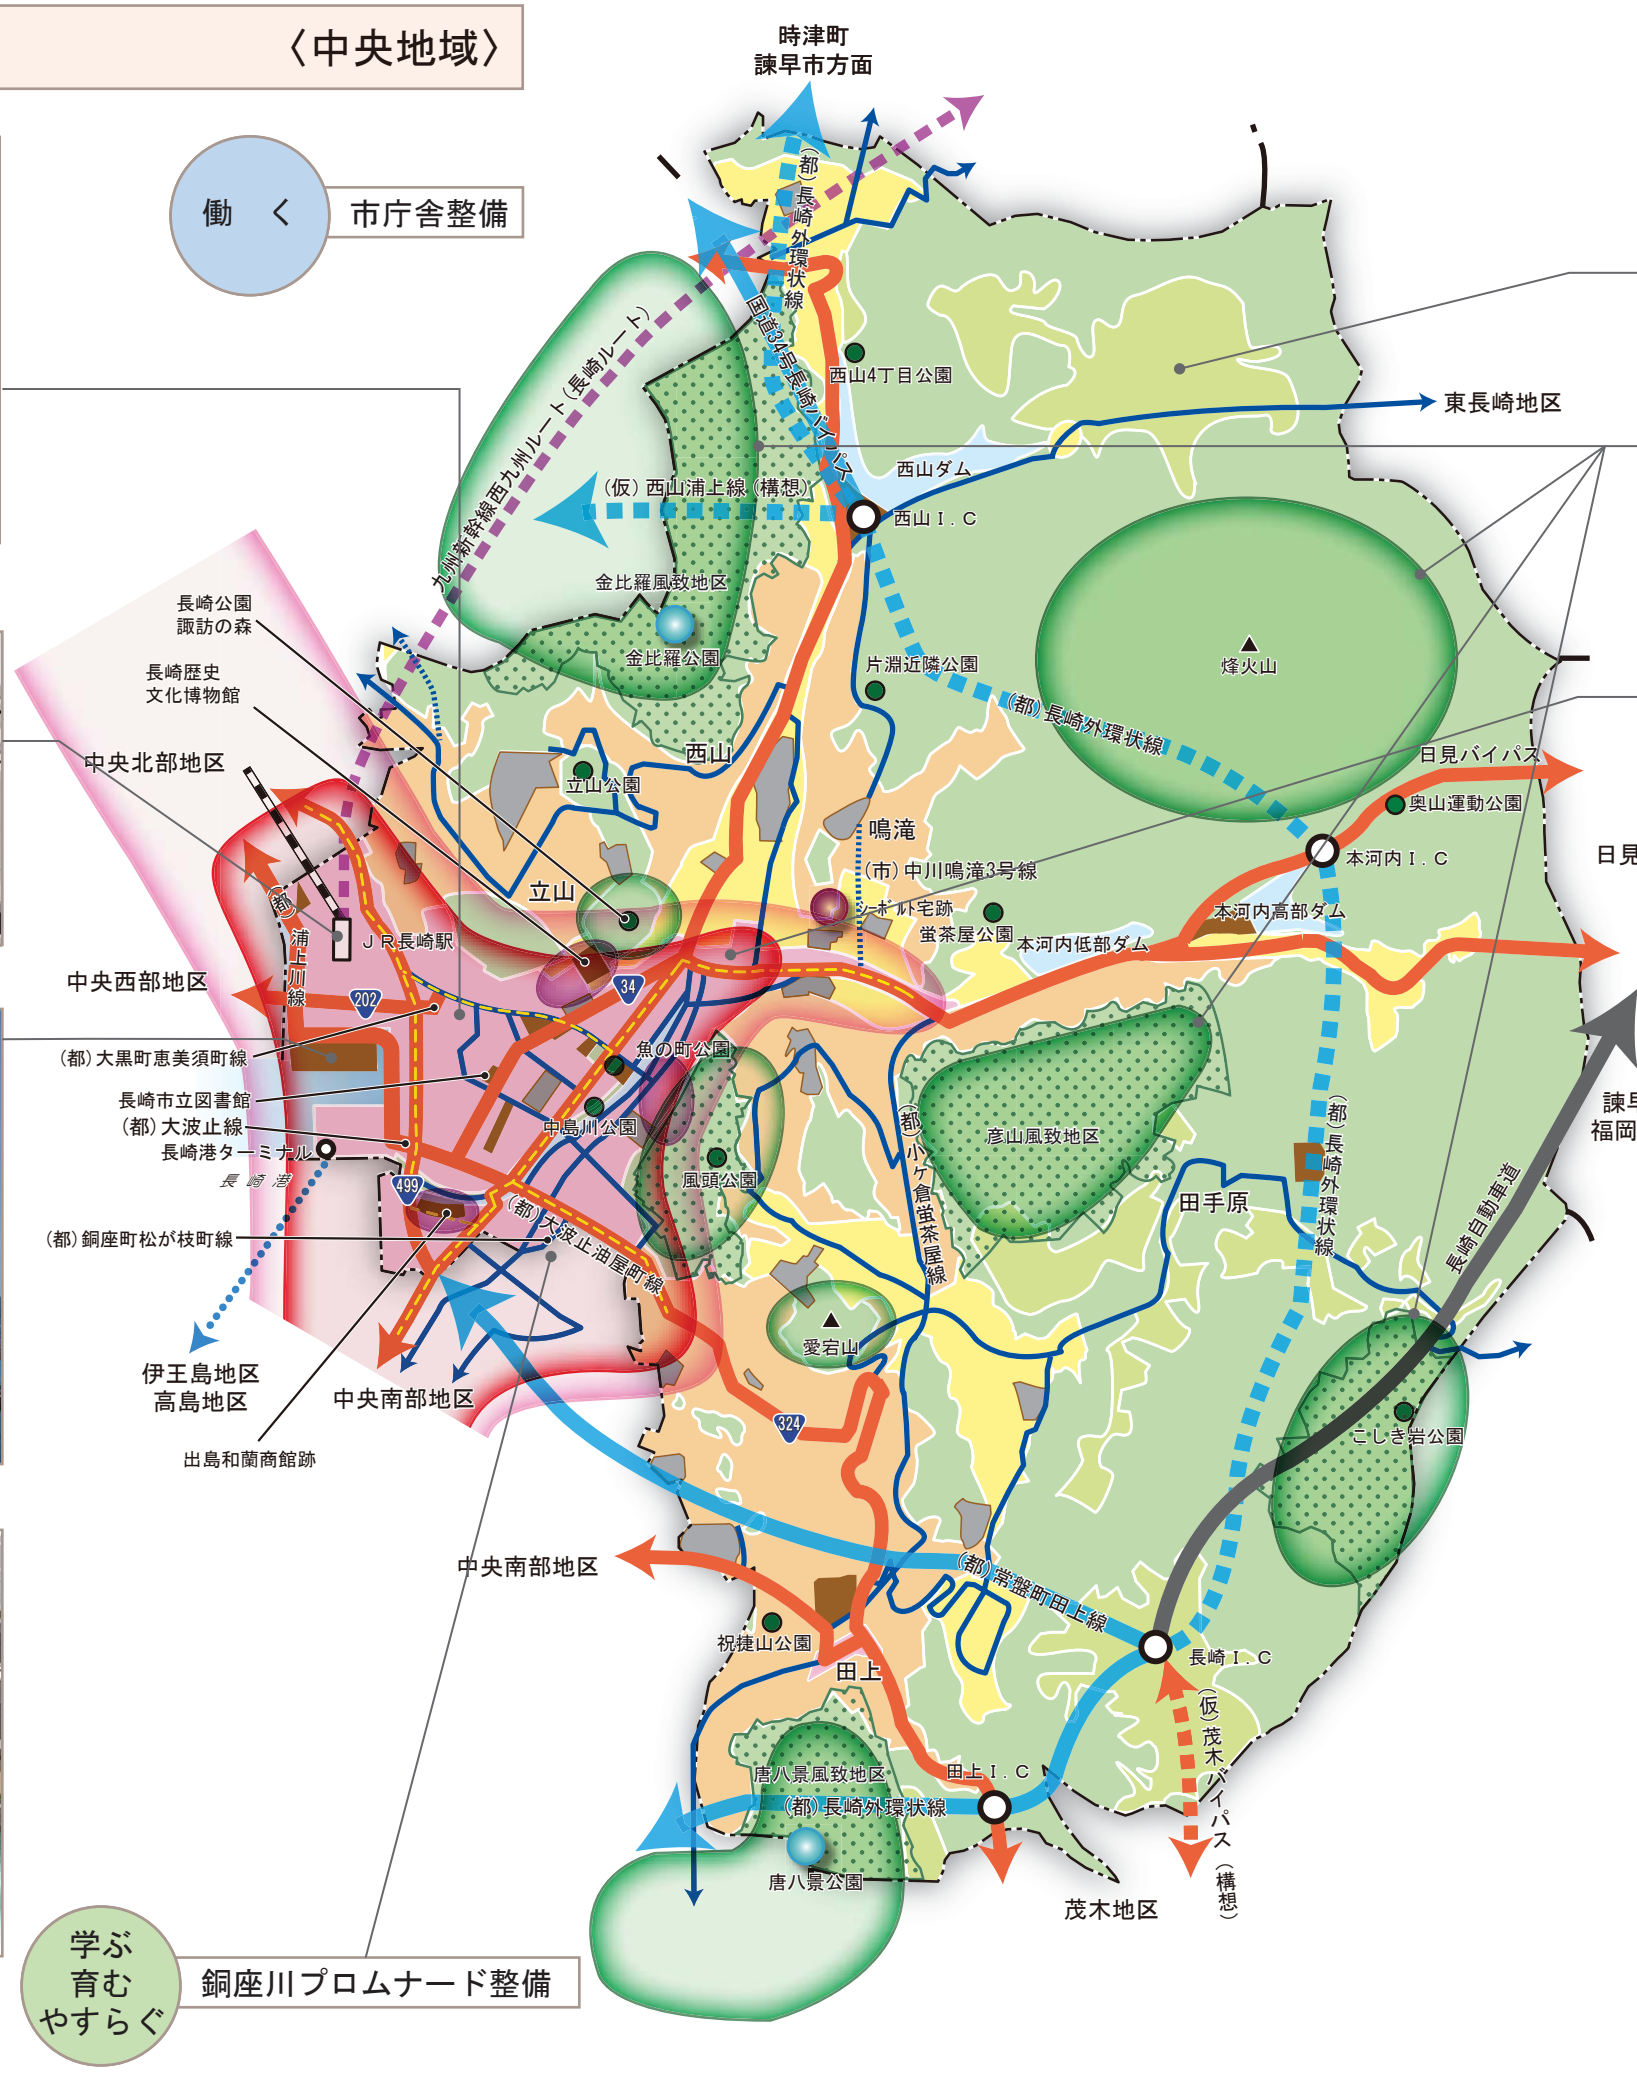 〈中央地域〉
時津町
諫早市方面
働　く
市庁舎整備
(都)長崎外環状線
国道34号長崎バイパス
九州新幹線西九州ルート(長崎ルート)
西山4丁目公園
東長崎地区
西山ダム
(仮)西山浦上線(構想)
西山Ｉ.Ｃ
金比羅風致地区
長崎公園
諏訪の森
烽火山
金比羅公園
片淵近隣公園
長崎歴史
文化博物館
(都)長崎外環状線
西山
日見バイパス
中央北部地区
立山公園
奥山運動公園
鳴滝
本河内Ｉ.Ｃ
日見
(市)中川鳴滝3号線
立山
シーボルト宅跡
本河内高部ダム
蛍茶屋公園
本河内低部ダム
(都)浦上川線
ＪＲ長崎駅
中央西部地区
34
202
(都)大黒町恵美須町線
魚の町公園
長崎市立図書館
(都)大波止線
中島川公園
長崎港ターミナル
長崎港
彦山風致地区
(都)小ケ倉蛍茶屋線
(都)長崎外環状線
諫早
福岡
風頭公園
499
田手原
長崎自動車道
(都)大波止油屋町線
(都)銅座町松が枝町線
愛宕山
伊王島地区
高島地区
中央南部地区
324
こしき岩公園
出島和蘭商館跡
中央南部地区
(都)常盤町田上線
祝捷山公園
田上
長崎Ｉ.Ｃ
(仮)茂木バイパス(構想)
唐八景風致地区
田上Ｉ.Ｃ
(都)長崎外環状線
唐八景公園
茂木地区
学ぶ
育む
やすらぐ
銅座川プロムナード整備